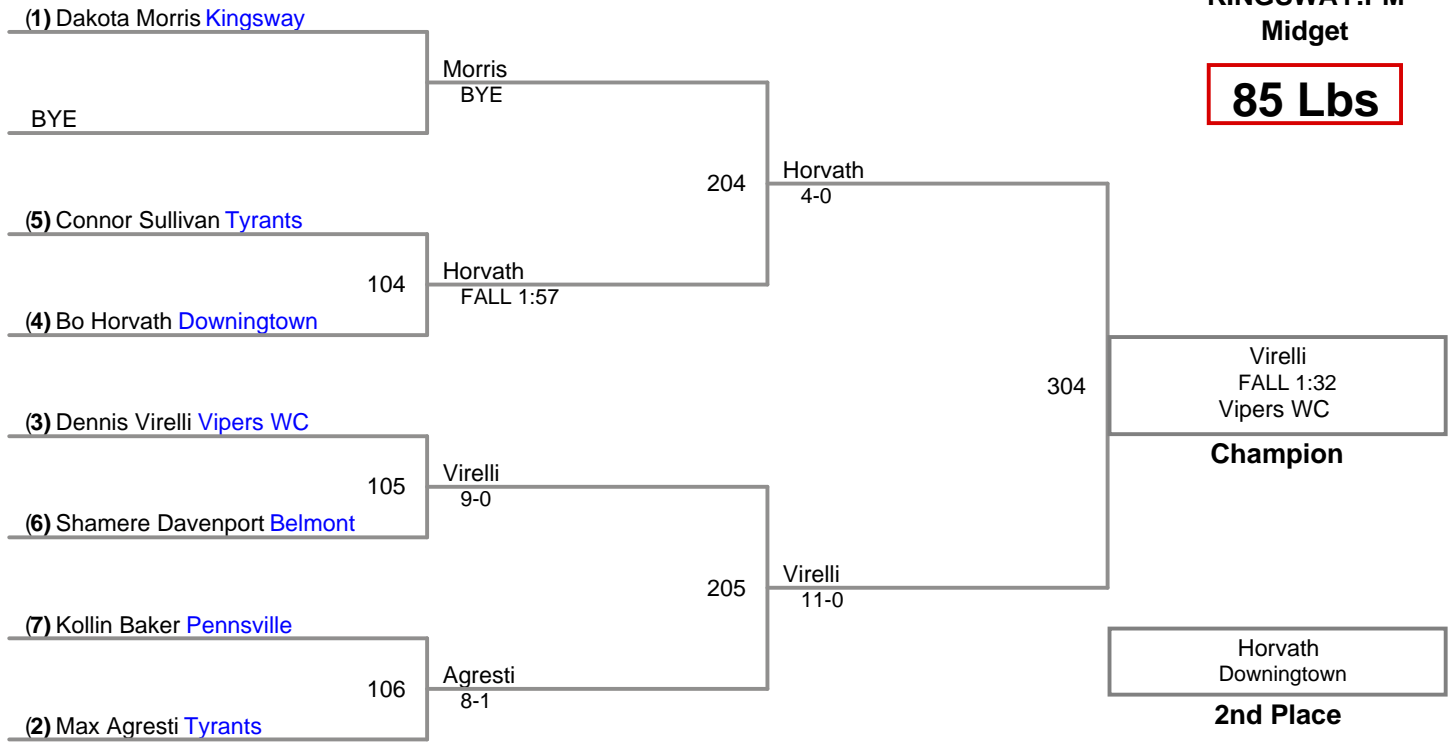 (1) Dakota Morris Kingsway
Midget
Morris
BYE
85 Lbs
BYE
204
Horvath
4-0
(5) Connor Sullivan Tyrants
104
Horvath
FALL 1:57
(4) Bo Horvath Downingtown
304
Virelli
FALL 1:32
Vipers WC
Champion
(3) Dennis Virelli Vipers WC
105
Virelli
9-0
(6) Shamere Davenport Belmont
205
Virelli
11-0
(7) Kollin Baker Pennsville
106
Agresti
8-1
(2) Max Agresti Tyrants
Horvath
Downingtown
2nd Place